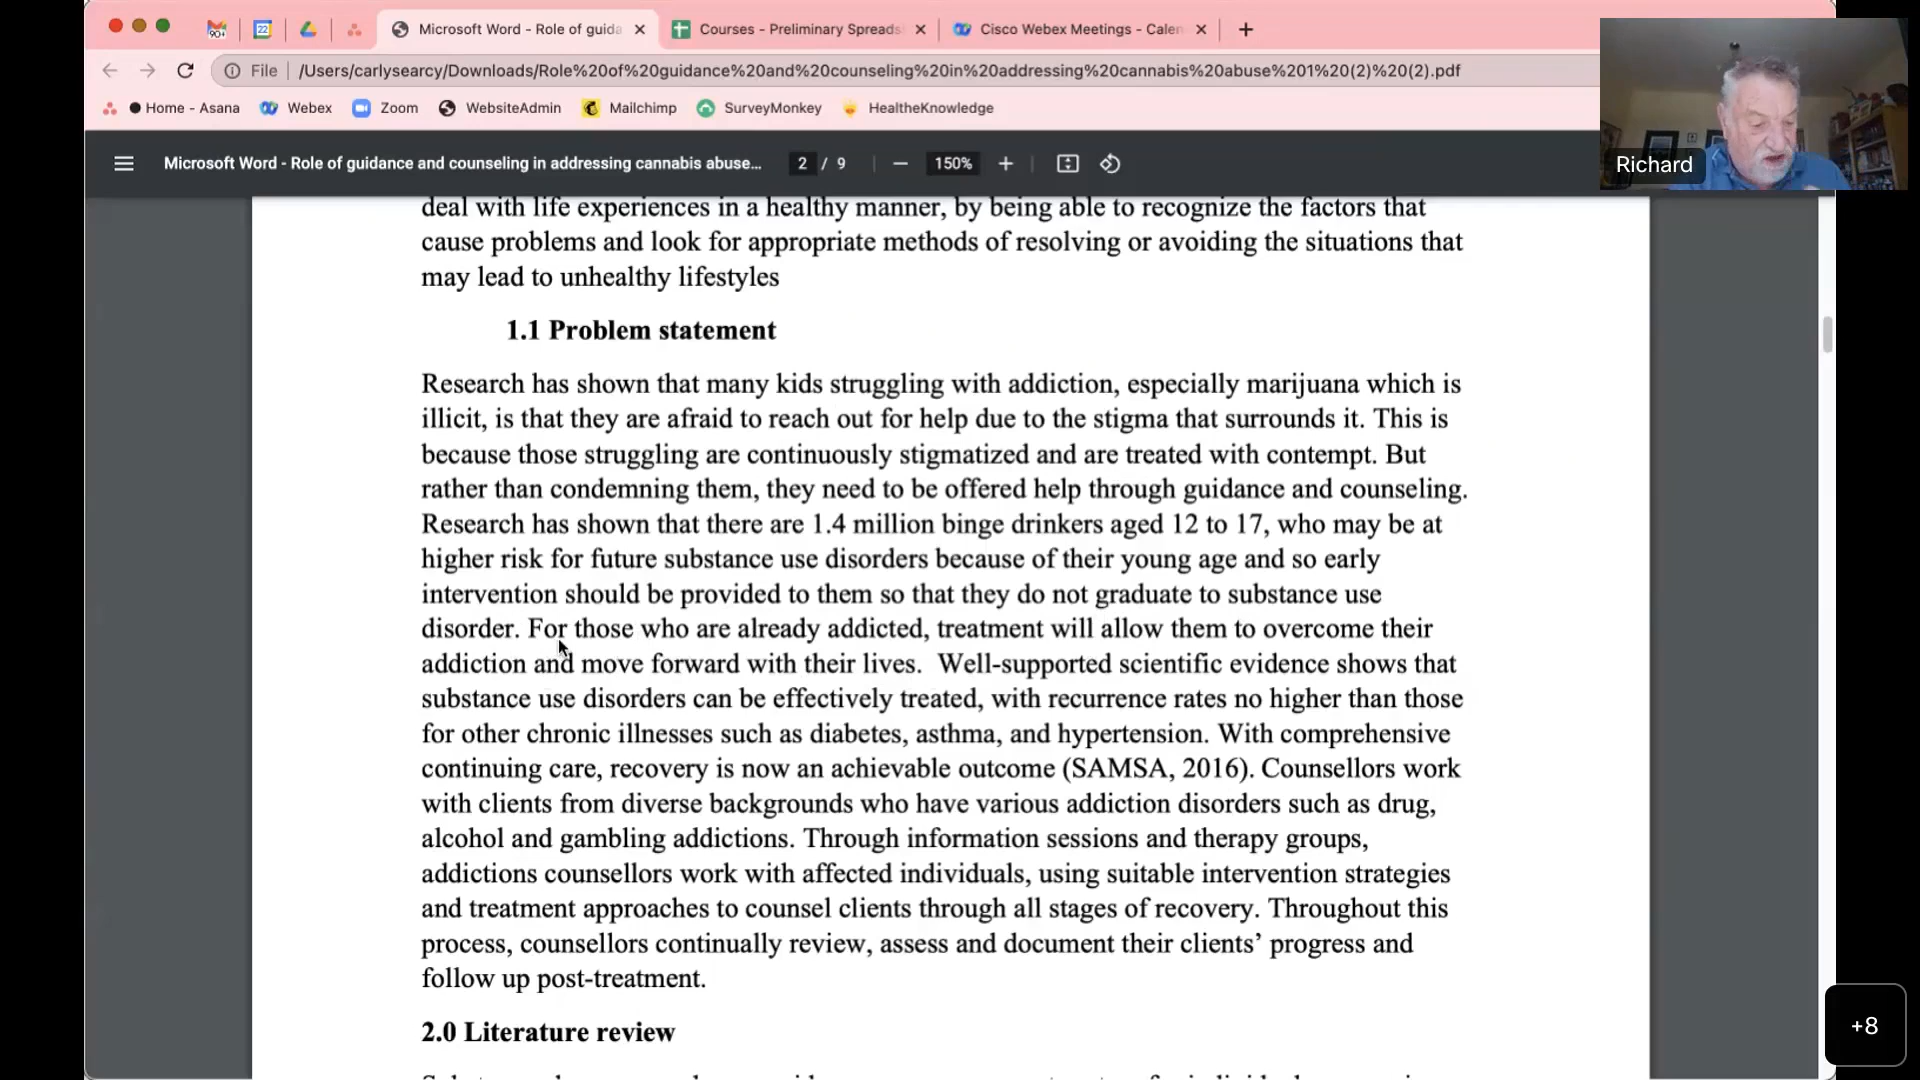 90+
22
Microsoft Word - Role of guida
Courses - Preliminary Spreads
Cisco Webex Meetings - Calen
File
/Users/carlysearcy/Downloads/Role%20of%20guidance%20and%20counseling%20in%20addressing%20cannabis%20abuse%201%20(2)%20(2).pdf
Home - Asana
Webex
Zoom
WebsiteAdmin
Mailchimp
SurveyMonkey
HealtheKnowledge
Richard
Microsoft Word - Role of guidance and counseling in addressing cannabis abuse...
2 / 9
150%
deal with life experiences in a healthy manner, by being able to recognize the factors that
cause problems and look for appropriate methods of resolving or avoiding the situations that
may lead to unhealthy lifestyles
1.1 Problem statement
Research has shown that many kids struggling with addiction, especially marijuana which is
illicit, is that they are afraid to reach out for help due to the stigma that surrounds it. This is
because those struggling are continuously stigmatized and are treated with contempt. But
rather than condemning them, they need to be offered help through guidance and counseling.
Research has shown that there are 1.4 million binge drinkers aged 12 to 17, who may be at
higher risk for future substance use disorders because of their young age and so early
intervention should be provided to them so that they do not graduate to substance use
disorder. For those who are already addicted, treatment will allow them to overcome their
addiction and move forward with their lives.  Well-supported scientific evidence shows that
substance use disorders can be effectively treated, with recurrence rates no higher than those
for other chronic illnesses such as diabetes, asthma, and hypertension. With comprehensive
continuing care, recovery is now an achievable outcome (SAMSA, 2016). Counsellors work
with clients from diverse backgrounds who have various addiction disorders such as drug,
alcohol and gambling addictions. Through information sessions and therapy groups,
addictions counsellors work with affected individuals, using suitable intervention strategies
and treatment approaches to counsel clients through all stages of recovery. Throughout this
process, counsellors continually review, assess and document their clients’ progress and
follow up post-treatment.
2.0 Literature review
+8